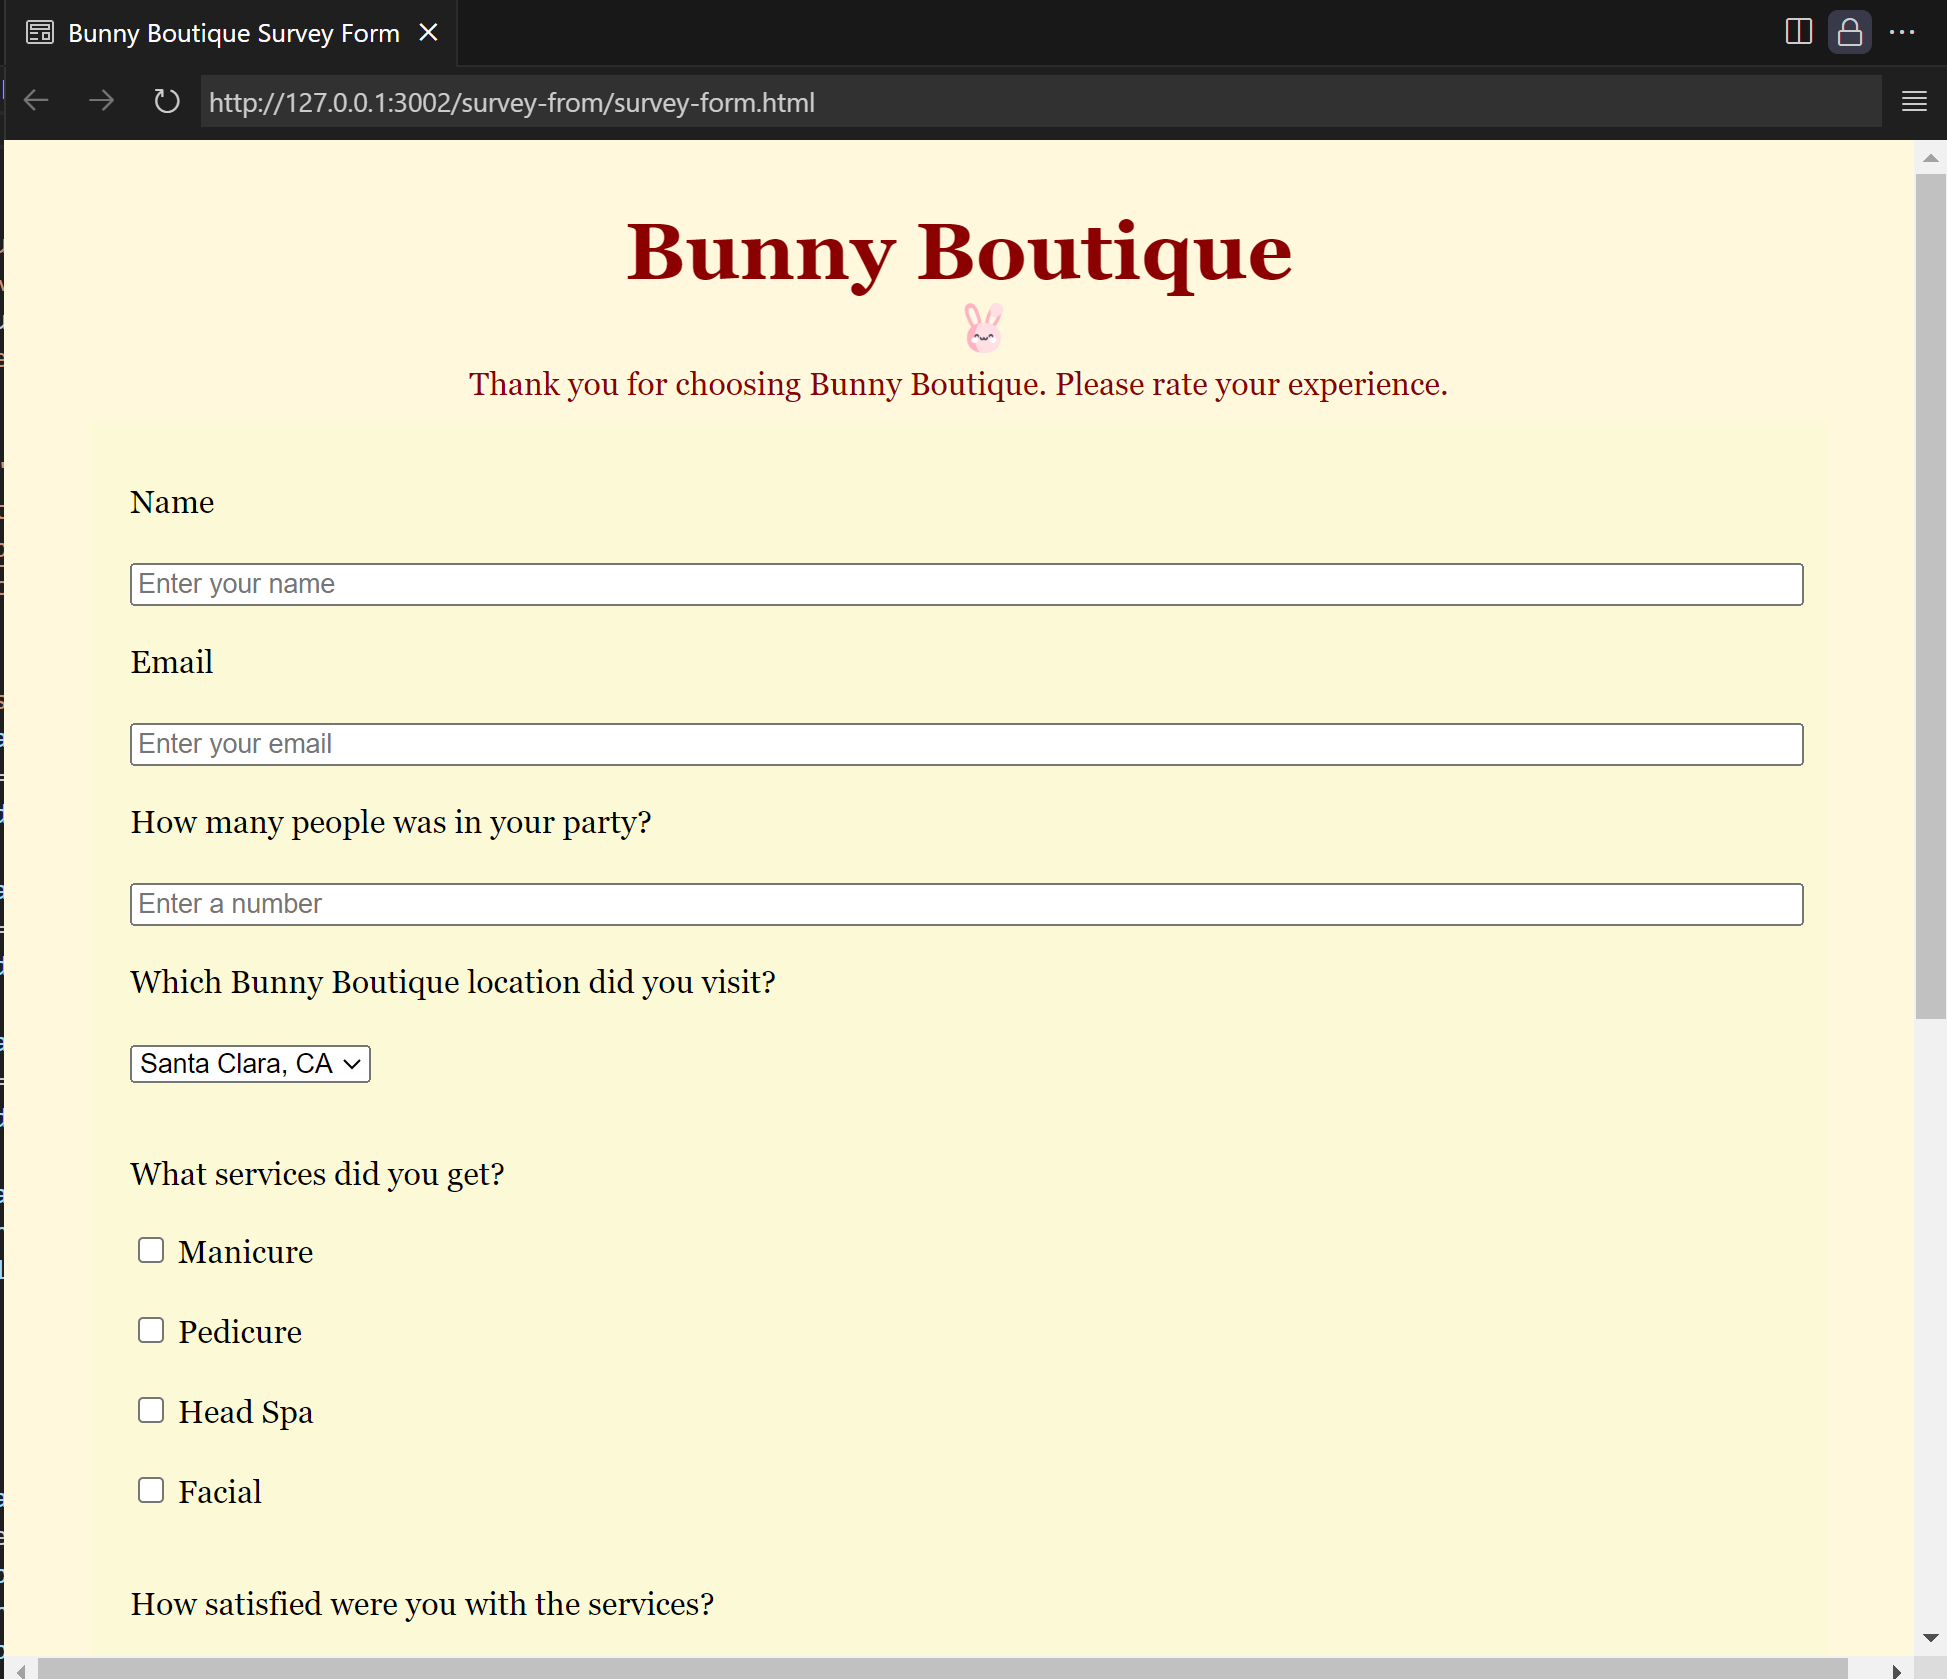 Bunny Boutique Survey Form
http://127.0.0.1:3002/survey-from/survey-form.html
Bunny Boutique
Thank you for choosing Bunny Boutique. Please rate your experience.
Name
Enter your name
Email
Enter your email
How many people was in your party?
Enter a number
Which Bunny Boutique location did you visit?
Santa Clara, CA
What services did you get?
Manicure
Pedicure
Head Spa
Facial
How satisfied were you with the services?